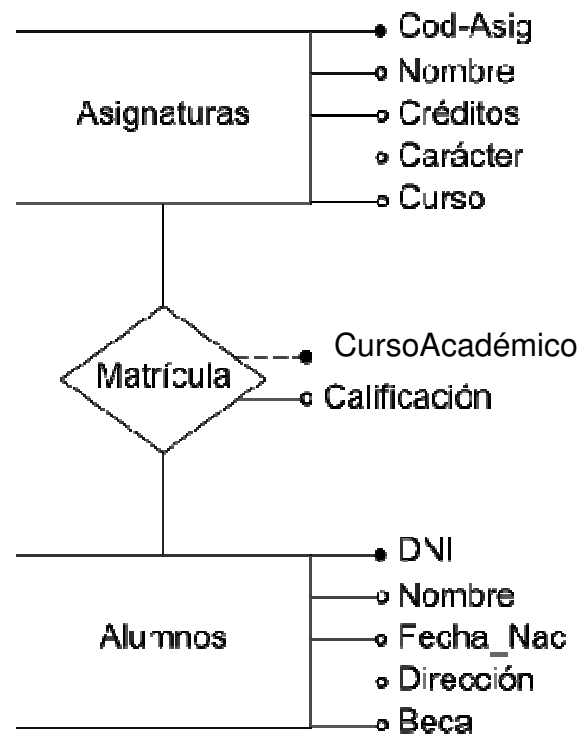 Cod-Asig
Nombre
Asignaturas
Créditos
Carácter
Curso
CursoAcadémico
Matrícula
Calificación
DNI
Nombre
Alumnos
Fecha_Nac
Dirección
Beca